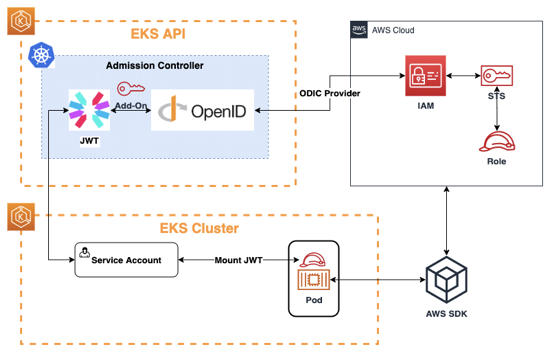 EKS API
Admission Controller
Add-On
JWT
OpenID
ODIC Provider
aws
AWS Cloud
IAM
STS
Role
EKS Cluster
Service Account
Mount JWT
Pod
AWS SDK